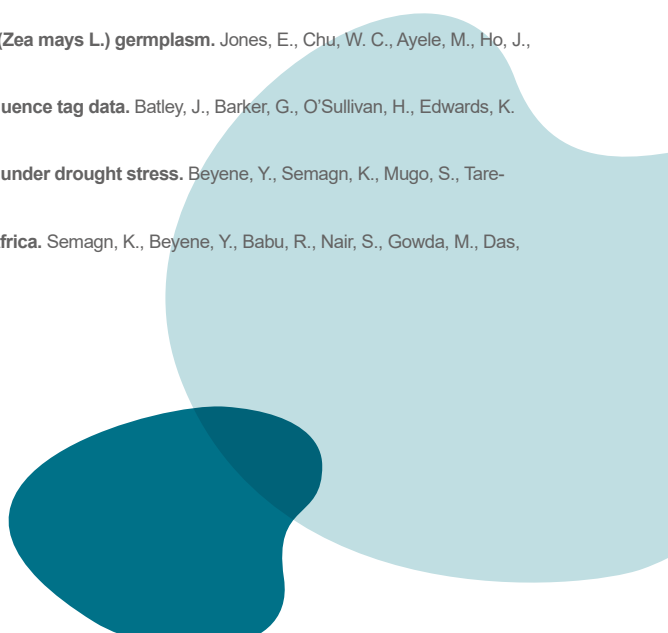 (Zea mays L.) germplasm. Jones, E., Chu, W. C., Ayele, M., Ho, J.,
uence tag data. Batley, J., Barker, G., O’Sullivan, H., Edwards, K.
under drought stress. Beyene, Y., Semagn, K., Mugo, S., Tare-
frica. Semagn, K., Beyene, Y., Babu, R., Nair, S., Gowda, M., Das,